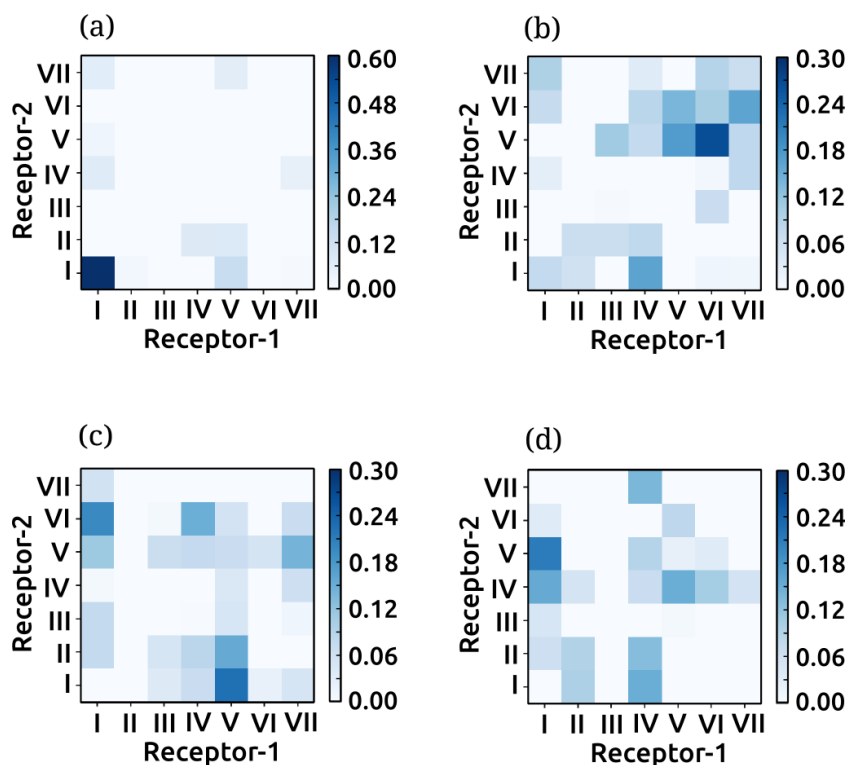 (a)
VII
VI
V
IV
III
II
I
Receptor-2
I II III IV V VI VII
Receptor-1
0.60
0.48
0.36
0.24
0.12
0.00
(b)
VII
VI
V
IV
III
II
I
Receptor-2
I II III IV V VI VII
Receptor-1
0.30
0.24
0.18
0.12
0.06
0.00
(c)
VII
VI
V
IV
III
II
I
Receptor-2
I II III IV V VI VII
Receptor-1
0.30
0.24
0.18
0.12
0.06
0.00
(d)
VII
VI
V
IV
III
II
I
Receptor-2
I II III IV V VI VII
Receptor-1
0.30
0.24
0.18
0.12
0.06
0.00